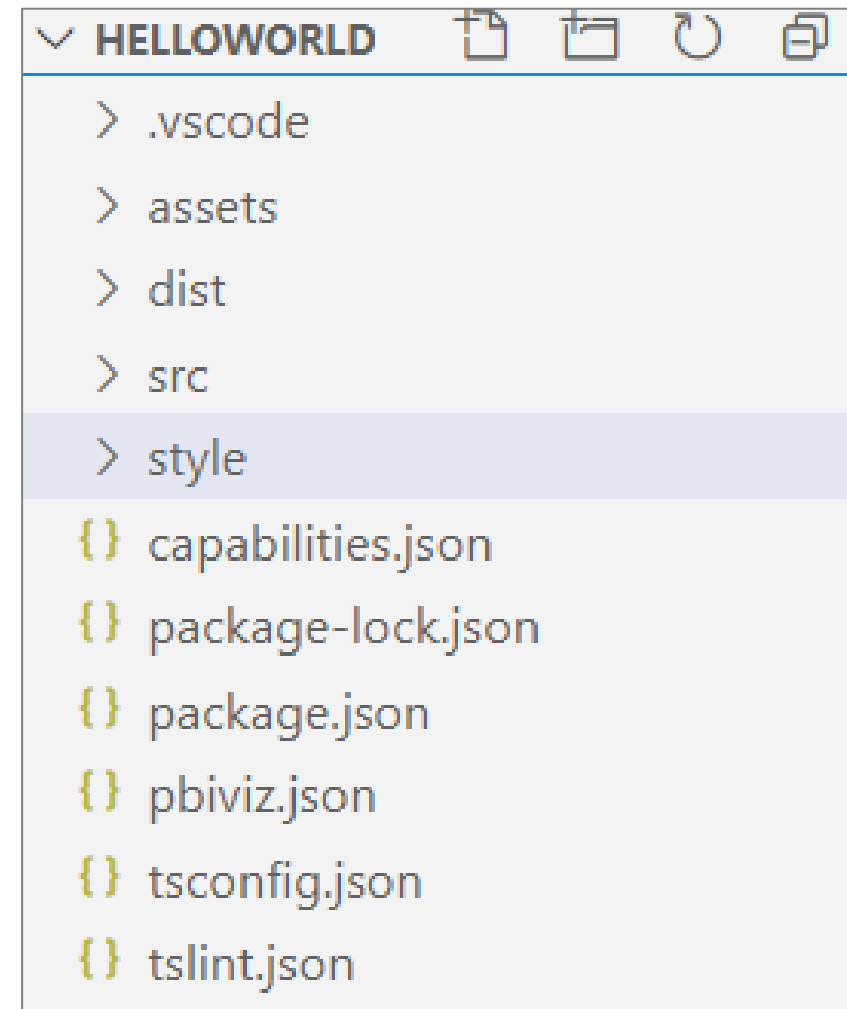 HELLOWORLD
.vscode
assets
dist
src
style
{} capabilities.json
{} package-lock.json
{} package.json
{} pbiviz.json
{} tsconfig.json
{} tslint.json